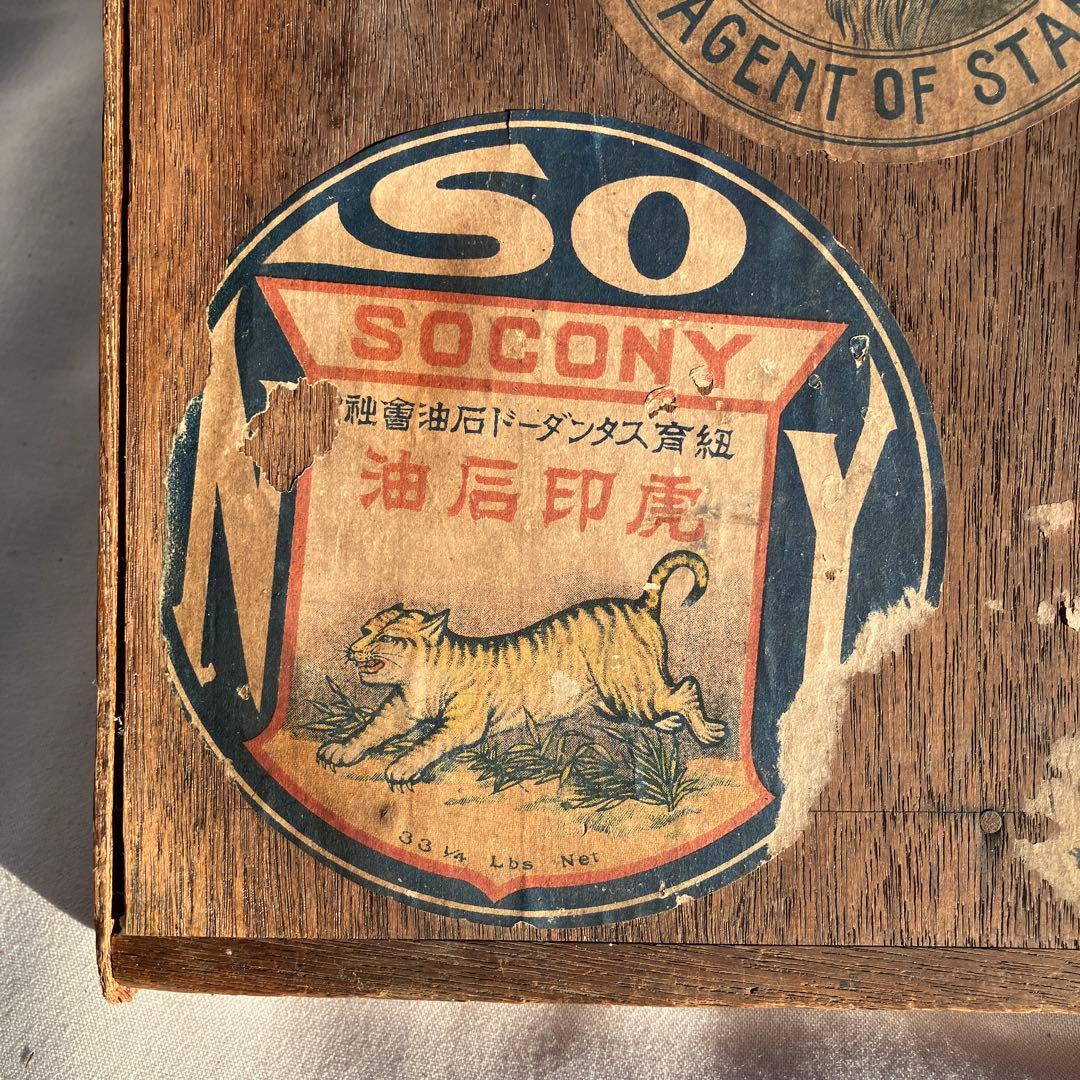 AGENT OF STA
SO
N Y
SOCONY
紐育スタンダード石油會社
虎印石油
33 1/4 Lbs Net